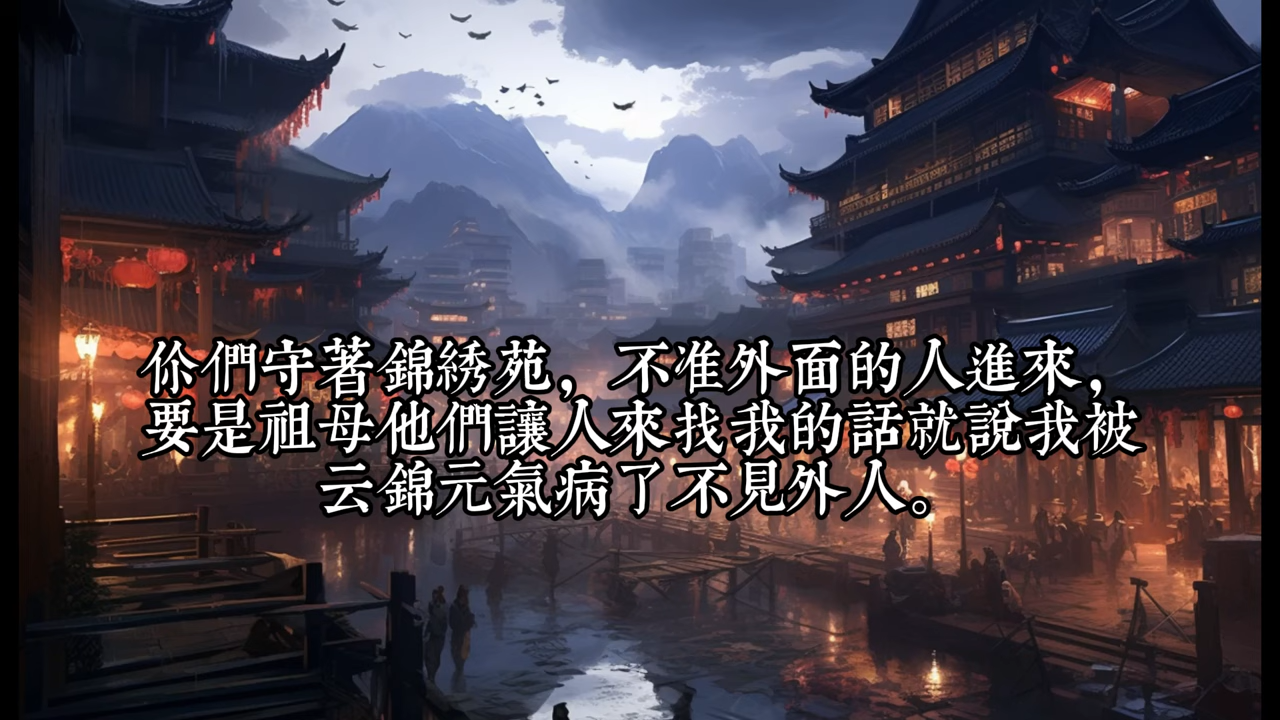 你們守著錦綉苑，不准外面的人進來，
要是祖母他們讓人來找我的話就說我被
云錦元氣病了不見外人。